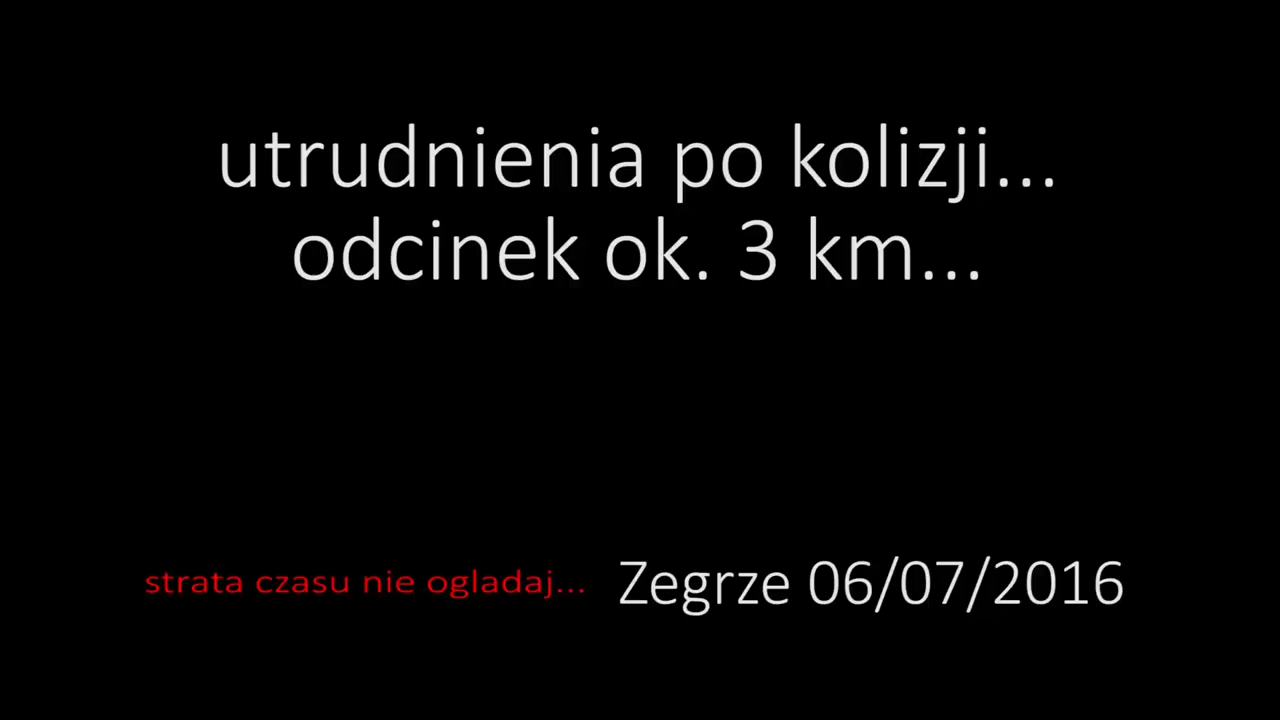 utrudnienia po kolizji...
odcinek ok. 3 km...
strata czasu nie ogladaj...
Zegrze 06/07/2016